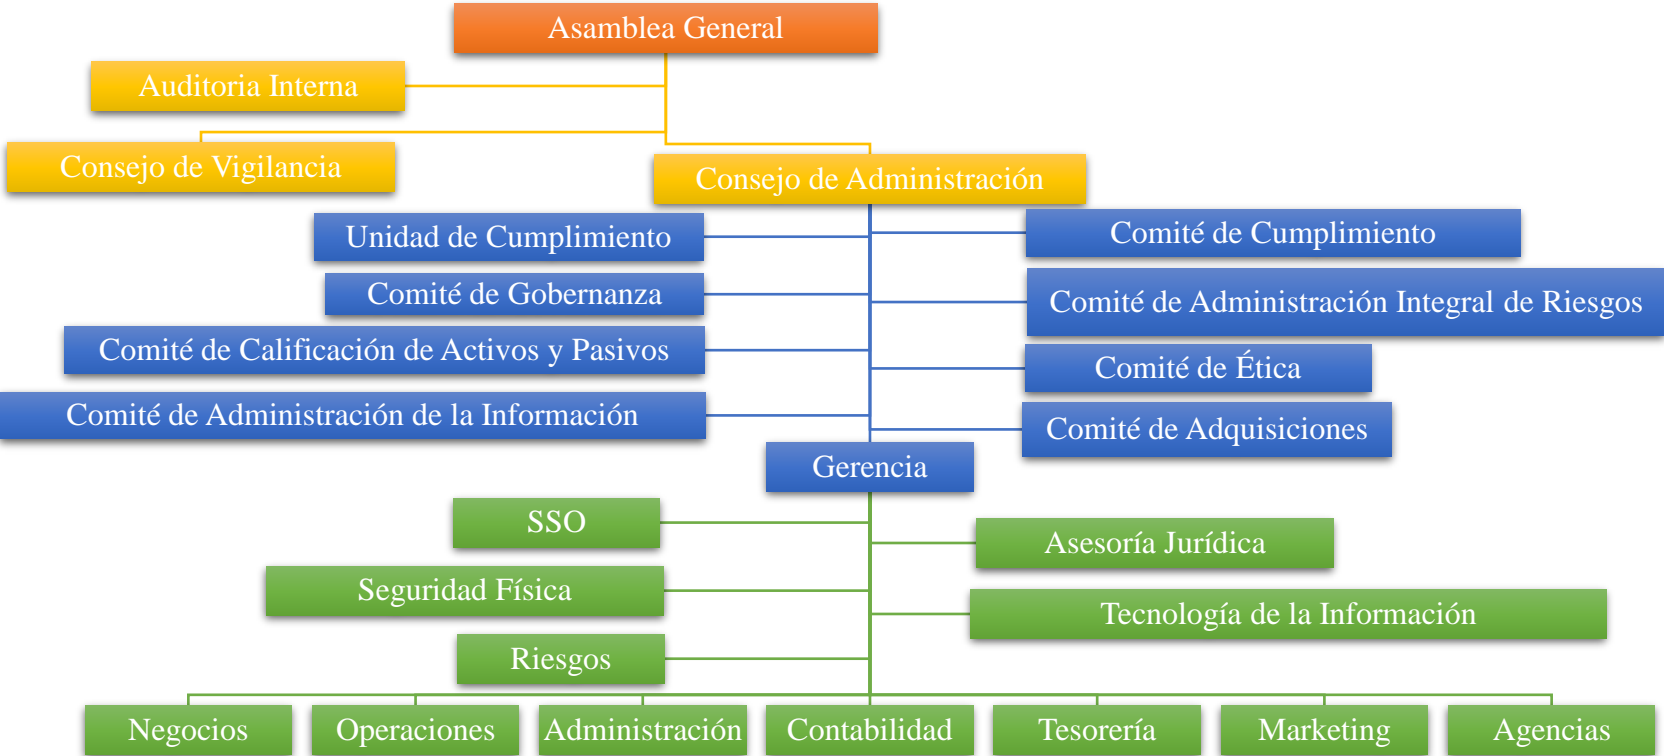 Asamblea General
Auditoria Interna
Consejo de Vigilancia
Consejo de Administración
Unidad de Cumplimiento
Comité de Cumplimiento
Comité de Gobernanza
Comité de Administración Integral de Riesgos
Comité de Calificación de Activos y Pasivos
Comité de Ética
Comité de Administración de la Información
Comité de Adquisiciones
Gerencia
SSO
Asesoría Jurídica
Seguridad Física
Tecnología de la Información
Riesgos
Negocios
Operaciones
Administración
Contabilidad
Tesorería
Marketing
Agencias